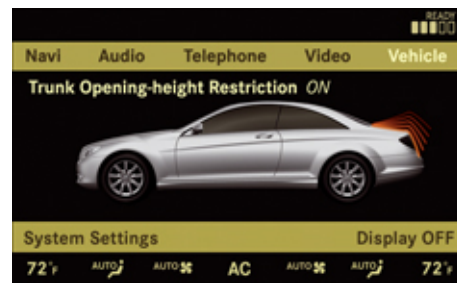 READY
Navi Audio Telephone Video Vehicle
Trunk Opening-height Restriction ON
System Settings Display OFF
72°F AUTO AUTO AC AUTO AUTO 72°F